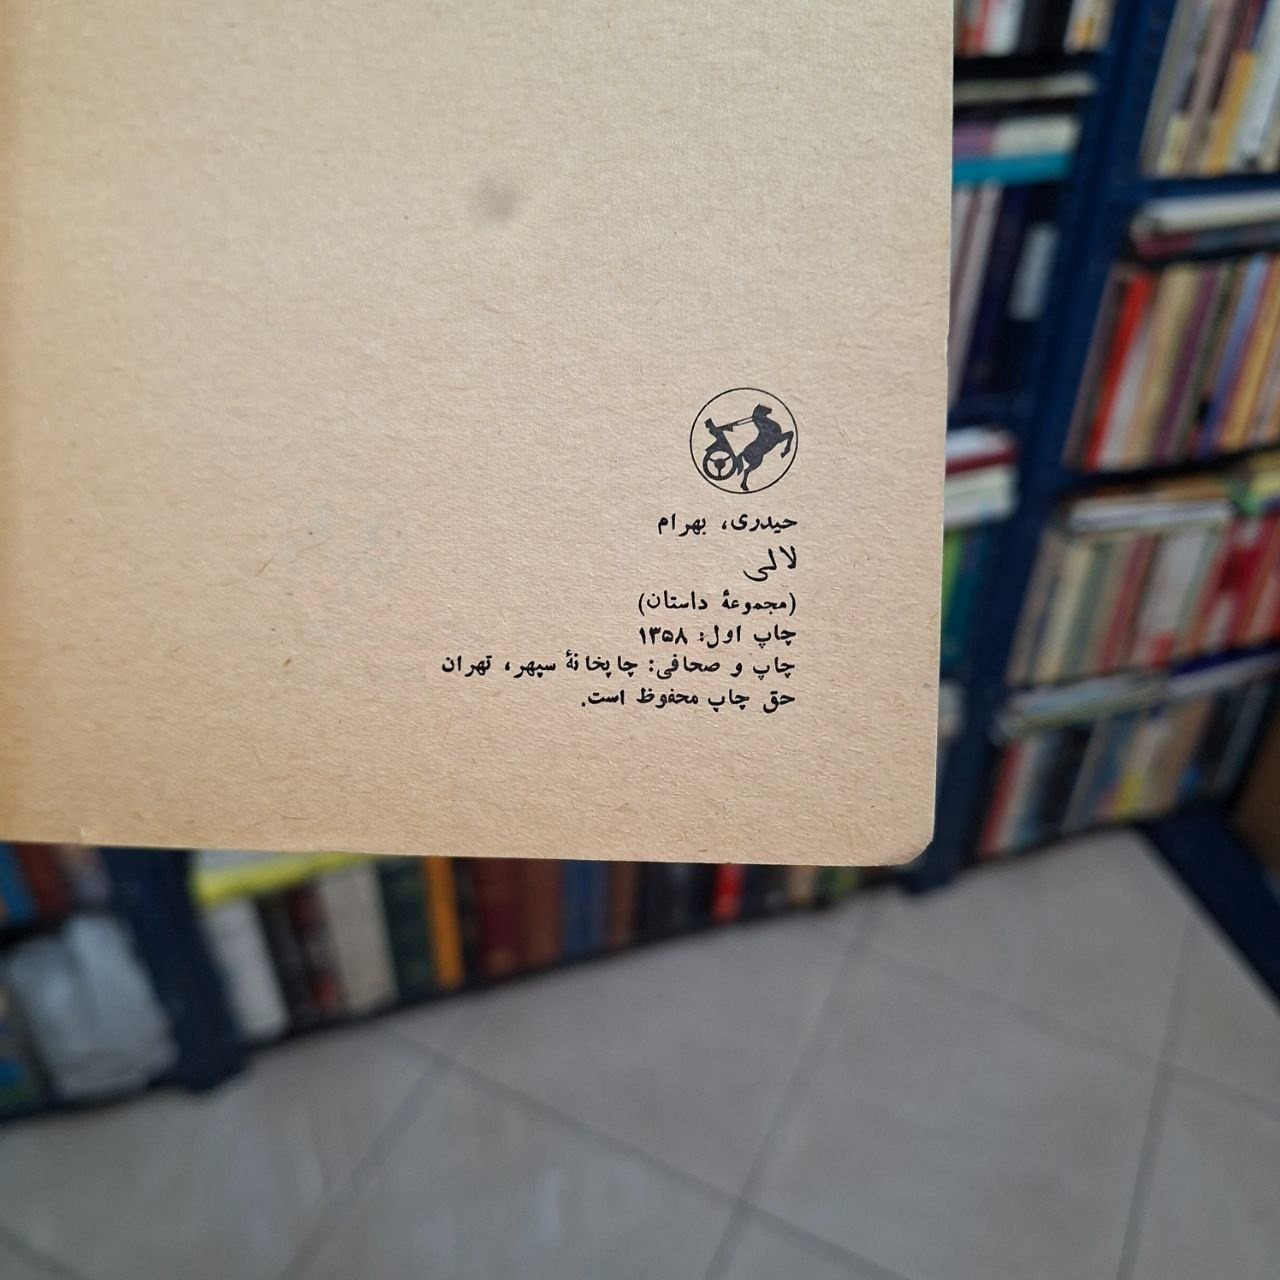 حیدری، بهرام
لالی
(مجموعهٔ داستان)
چاپ اول: ۱۳۵۸
چاپ و صحافی: چاپخانهٔ سپهر، تهران
حق چاپ محفوظ است.